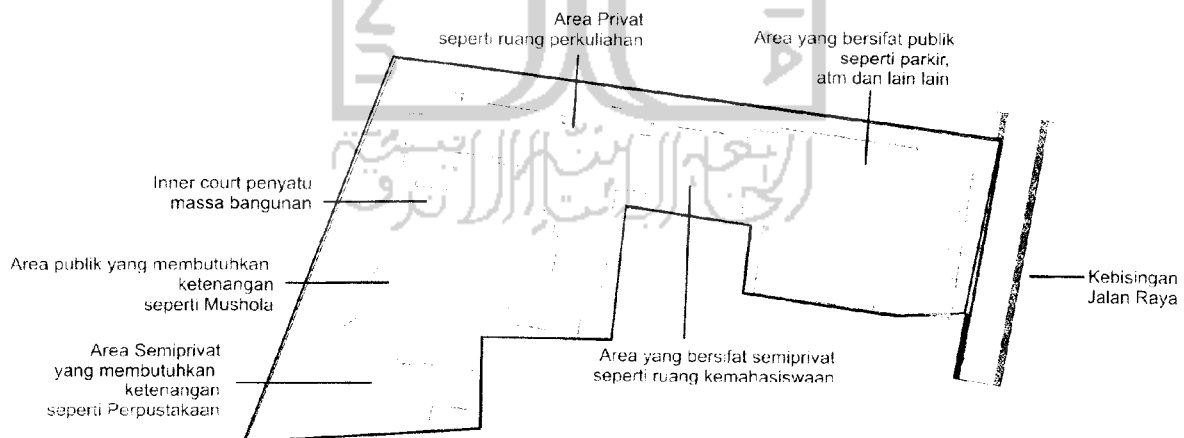 Area Privat
seperti ruang perkuliahan
Area yang bersifat publik
seperti parkir,
atm dan lain lain
Inner court penyatu
massa bangunan
Area publik yang membutuhkan
ketenangan
seperti Mushola
Kebisingan
Jalan Raya
Area Semiprivat
yang membutuhkan
ketenangan
seperti Perpustakaan
Area yang bersifat semiprivat
seperti ruang kemahasiswaan